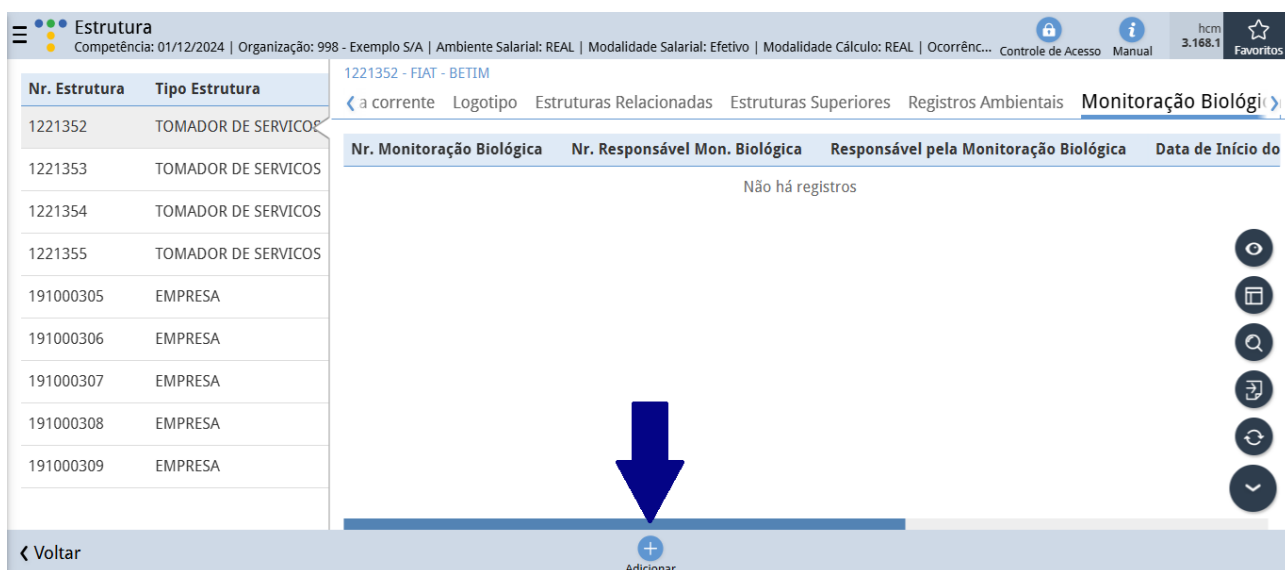 Estrutura
Competência: 01/12/2024 | Organização: 998 - Exemplo S/A | Ambiente Salarial: REAL | Modalidade Salarial: Efetivo | Modalidade Cálculo: REAL | Ocorrênc...
Controle de Acesso
Manual
hcm
3.168.1
Favoritos
Nr. Estrutura Tipo Estrutura
1221352 TOMADOR DE SERVICOS
1221353 TOMADOR DE SERVICOS
1221354 TOMADOR DE SERVICOS
1221355 TOMADOR DE SERVICOS
191000305 EMPRESA
191000306 EMPRESA
191000307 EMPRESA
191000308 EMPRESA
191000309 EMPRESA
1221352 - FIAT - BETIM
a corrente Logotipo Estruturas Relacionadas Estruturas Superiores Registros Ambientais Monitoração Biológi
Nr. Monitoração Biológica Nr. Responsável Mon. Biológica Responsável pela Monitoração Biológica Data de Início do
Não há registros
Voltar
Adicionar